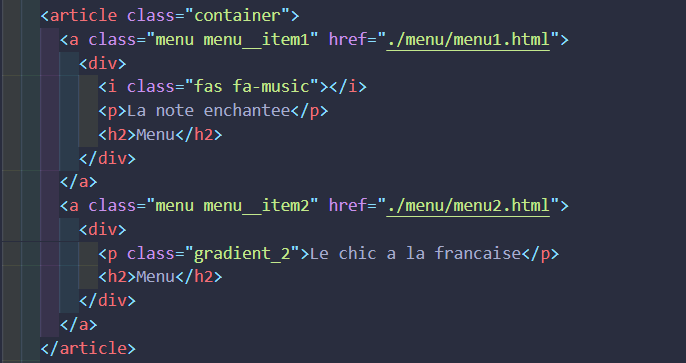 <article class="container">
<a class="menu menu__item1" href="./menu/menu1.html">
<div>
<i class="fas fa-music"></i>
<p>La note enchantee</p>
<h2>Menu</h2>
</div>
</a>
<a class="menu menu__item2" href="./menu/menu2.html">
<div>
<p class="gradient_2">Le chic a la francaise</p>
<h2>Menu</h2>
</div>
</a>
</article>